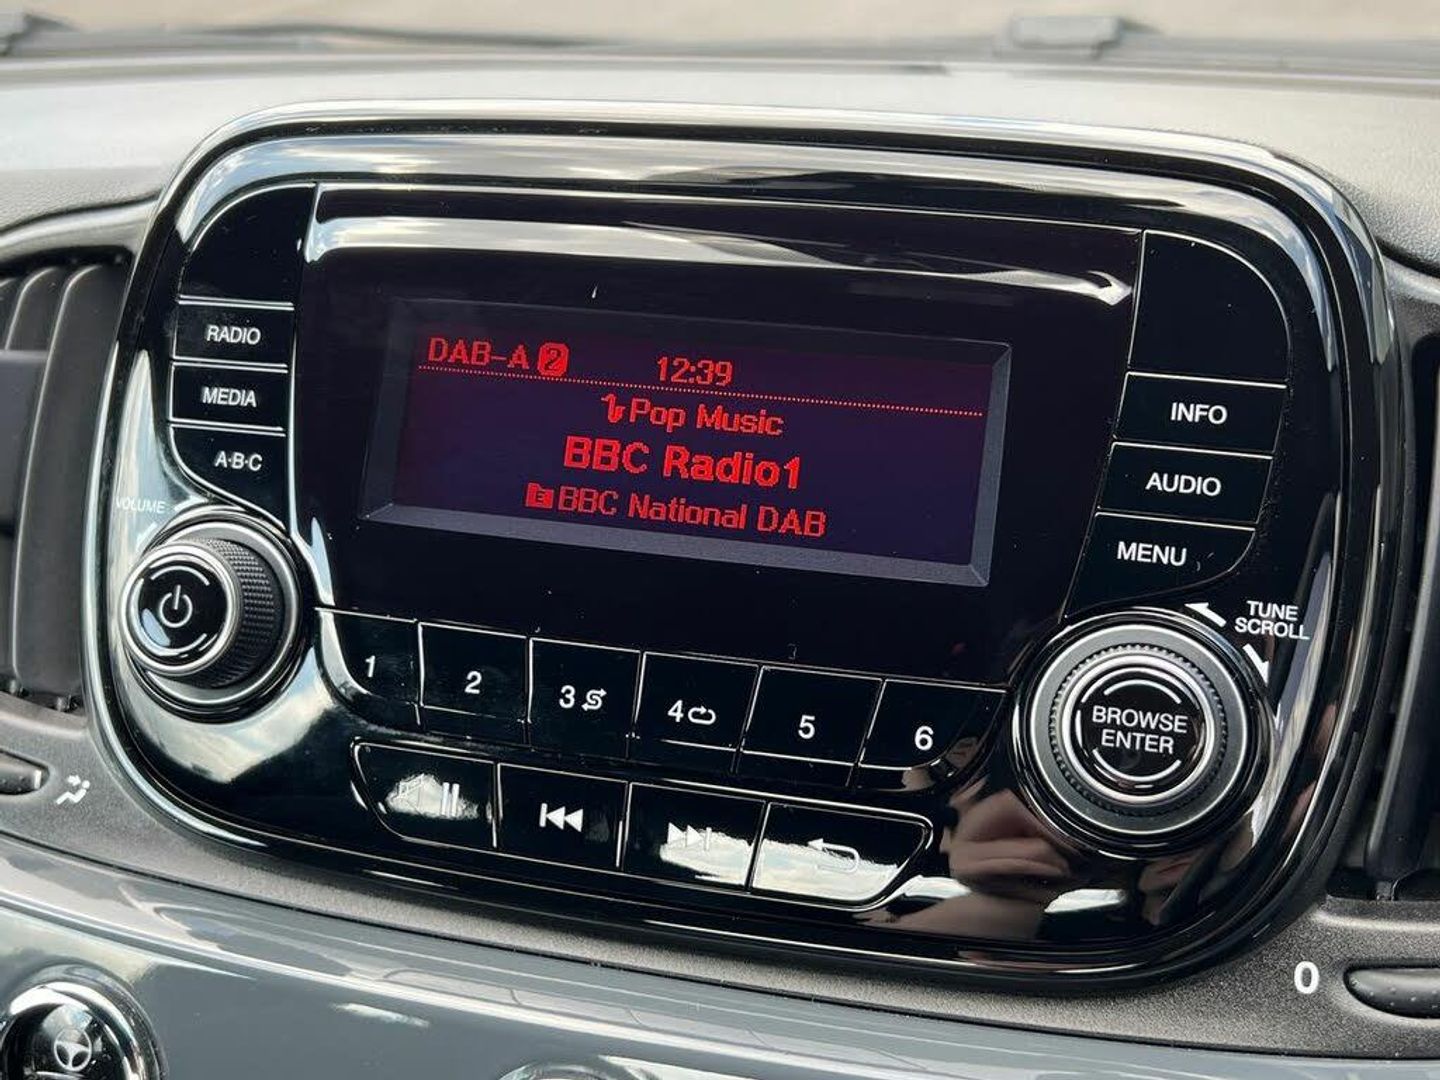 DAB-A 2 12:39
Pop Music
BBC Radio1
E BBC National DAB
RADIO
MEDIA
A·B·C
VOLUME
INFO
AUDIO
MENU
TUNE
SCROLL
BROWSE
ENTER
1 2 3 4 5 6
0